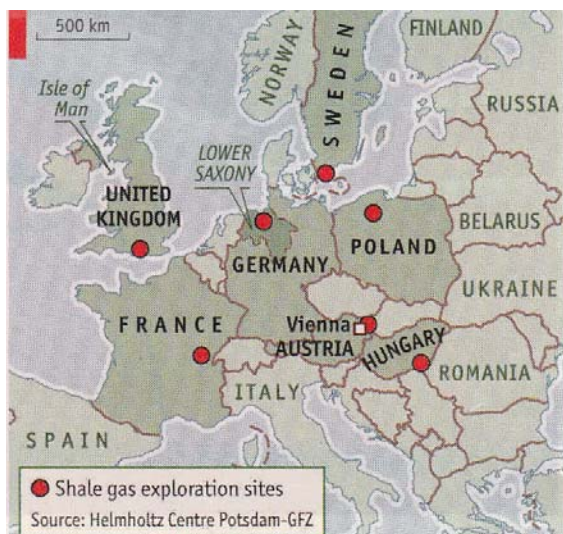 500 km
NORWAY
SWEDEN
FINLAND
RUSSIA
Isle of
Man
LOWER
SAXONY
UNITED
KINGDOM
BELARUS
POLAND
GERMANY
UKRAINE
FRANCE
Vienna
AUSTRIA
HUNGARY
ROMANIA
ITALY
SPAIN
Shale gas exploration sites
Source: Helmholtz Centre Potsdam-GFZ